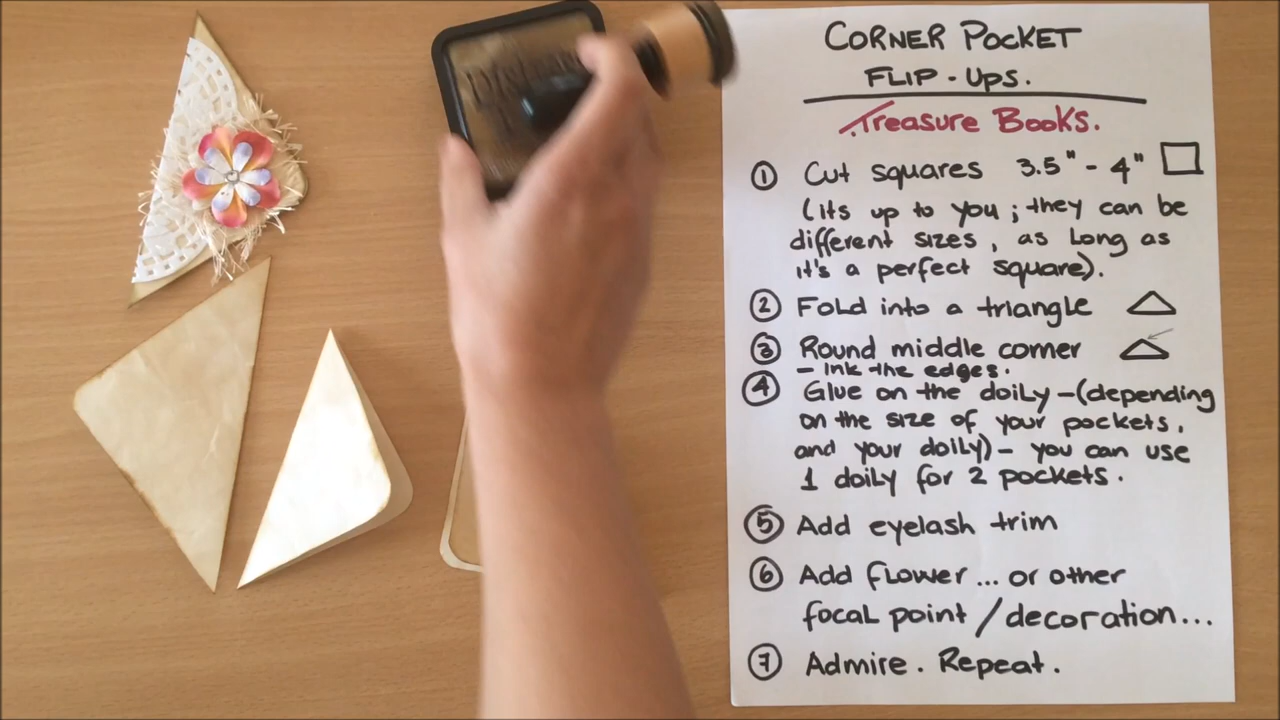 CORNER POCKET
FLIP-UPS.
Treasure Books.
① Cut squares 3.5" - 4"
(its up to you ; they can be
different sizes, as long as
it's a perfect square).
② Fold into a triangle
③ Round middle corner
- Ink the edges.
④ Glue on the doily - (depending
on the size of your pockets,
and your doily) - you can use
1 doily for 2 pockets.
⑤ Add eyelash trim
⑥ Add flower ... or other
focal point / decoration...
⑦ Admire. Repeat.